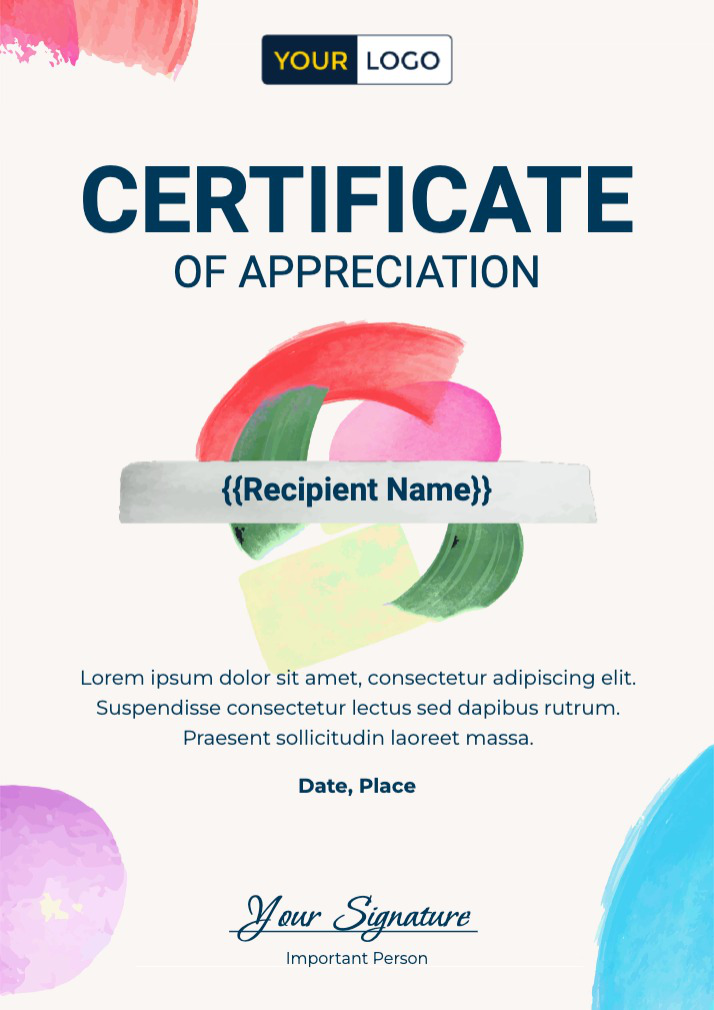 YOUR LOGO
CERTIFICATE
OF APPRECIATION
{{Recipient Name}}
Lorem ipsum dolor sit amet, consectetur adipiscing elit.
Suspendisse consectetur lectus sed dapibus rutrum.
Praesent sollicitudin laoreet massa.
Date, Place
Your Signature
Important Person